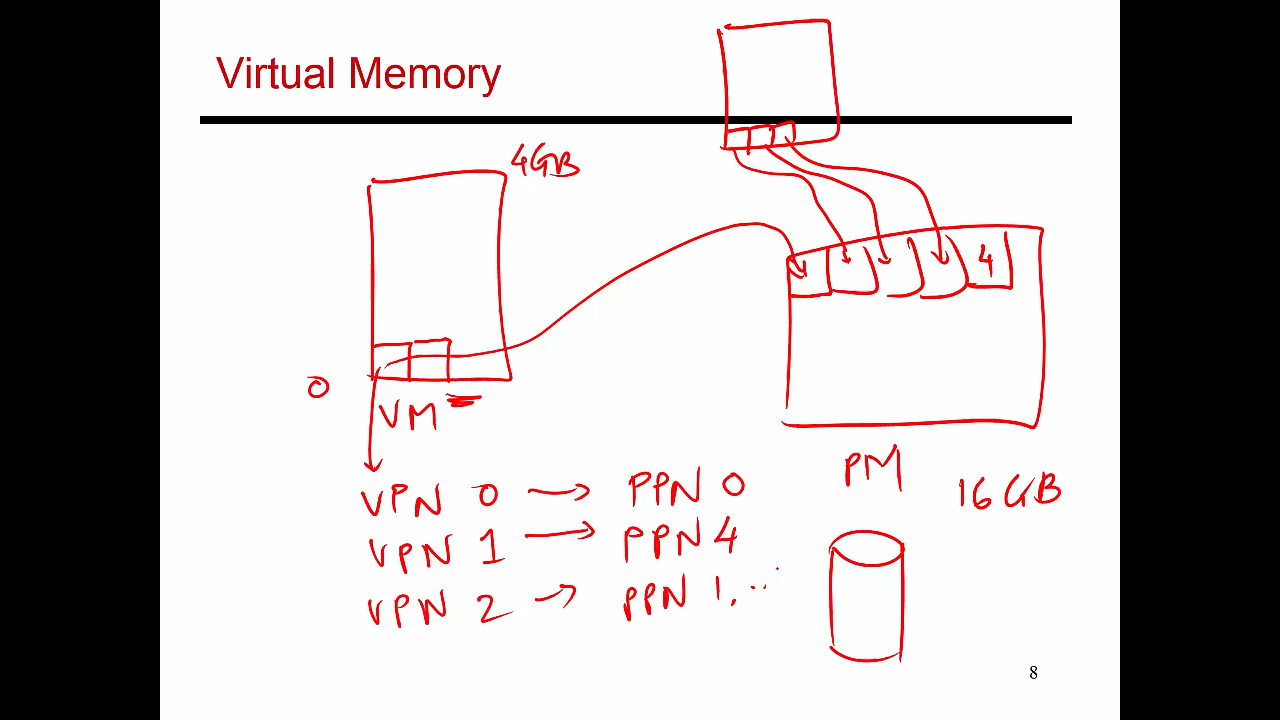 Virtual Memory
4GB
4
0
VM
PM
16GB
VPN 0 → PPN 0
VPN 1 → PPN 4
VPN 2 → PPN 1, ...
8